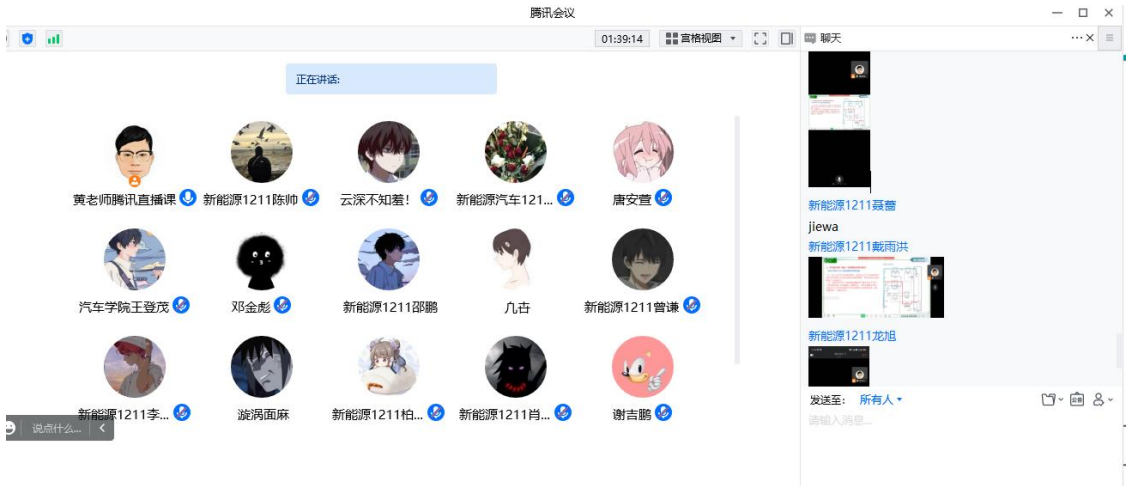 腾讯会议
01:39:14 宫格视图
聊天
正在讲话:
黄老师腾讯直播课 新能源1211陈帅 云深不知羞! 新能源汽车121... 唐安萱
汽车学院王登茂 邓金彪 新能源1211邵鹏 几卋 新能源1211曾谦
新能源1211李... 漩涡面麻 新能源1211柏... 新能源1211肖... 谢吉鹏
说点什么...
新能源1211聂蔷
jiewa
新能源1211戴雨洪
新能源1211龙旭
发送至: 所有人
请输入消息...